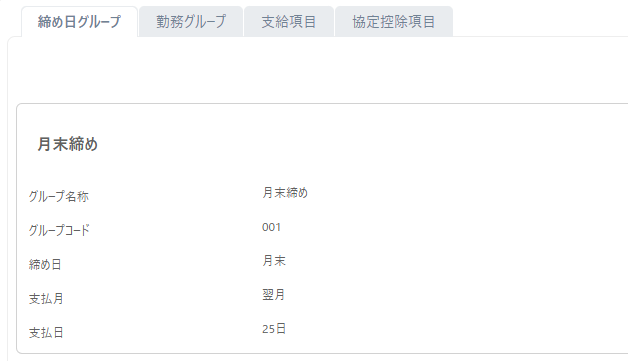 締め日グループ 勤務グループ 支給項目 協定控除項目
月末締め
グループ名称 月末締め
グループコード 001
締め日 月末
支払月 翌月
支払日 25日